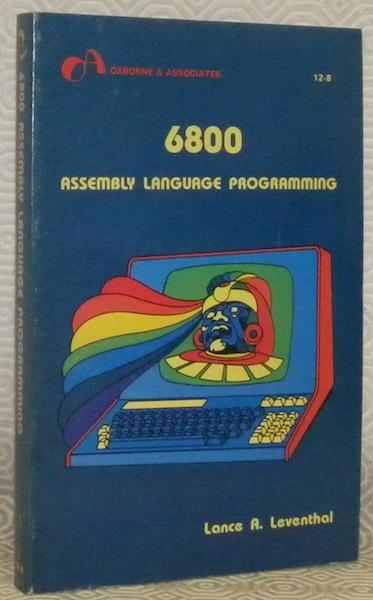 OSBORNE & ASSOCIATES
12-8
6800
ASSEMBLY LANGUAGE PROGRAMMING
Lance A. Leventhal
6800 ASSEMBLY LANGUAGE PROGRAMMING